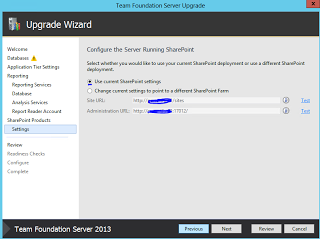 Team Foundation Server Upgrade
Upgrade Wizard
Welcome
Databases
Application Tier Settings
Reporting
Reporting Services
Database
Analysis Services
Report Reader Account
SharePoint Products
Settings
Review
Readiness Checks
Configure
Complete
Configure the Server Running SharePoint
Select whether you would like to use your current SharePoint deployment or use a different SharePoint
deployment.
Use current SharePoint settings
Change current settings to point to a different SharePoint Farm
Site URL: http:// /sites Test
Administration URL: http:// :17012/ Test
Team Foundation Server 2013
Previous Next Review Cancel